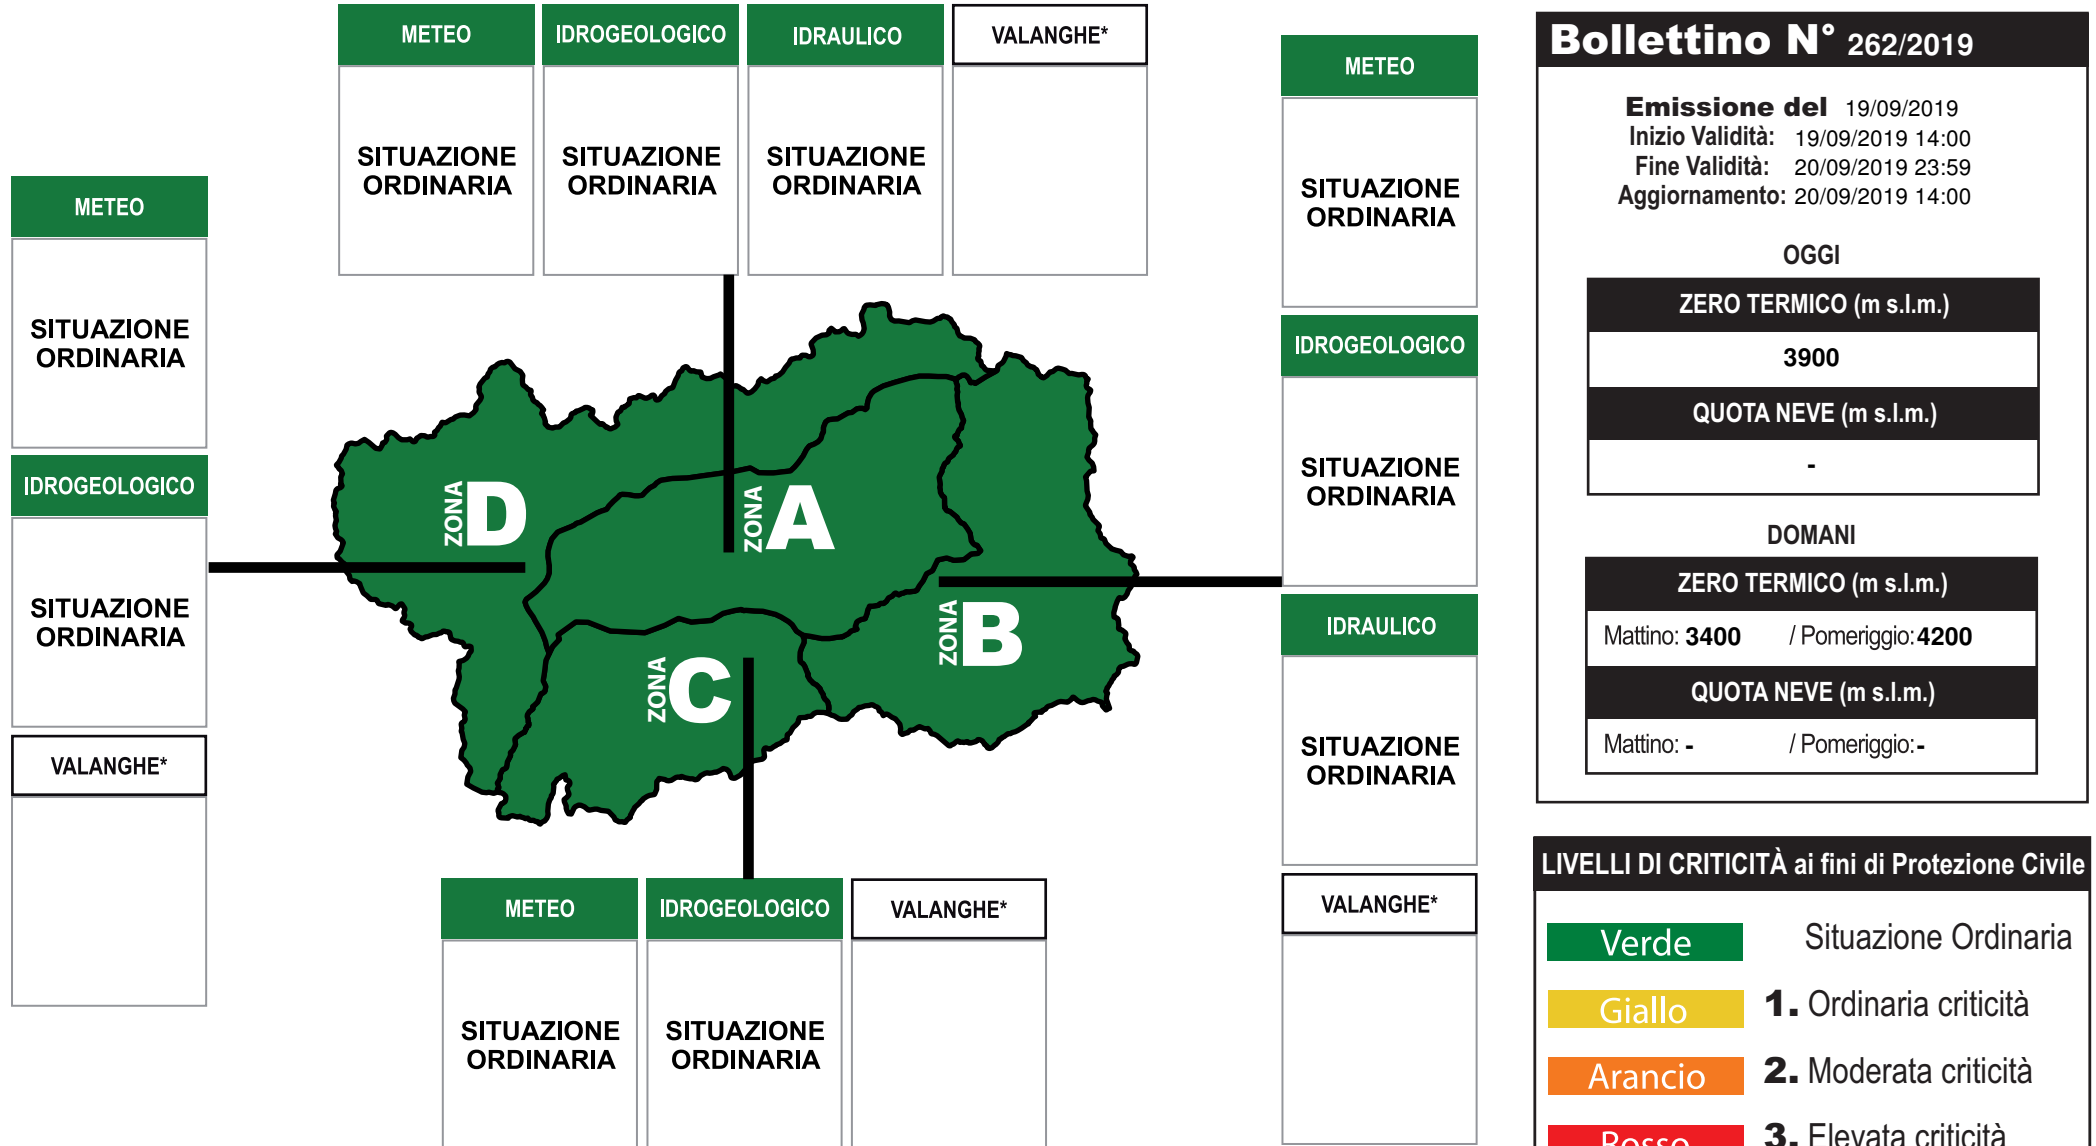 METEO
IDROGEOLOGICO
IDRAULICO
VALANGHE*
SITUAZIONE
ORDINARIA
SITUAZIONE
ORDINARIA
SITUAZIONE
ORDINARIA
METEO
SITUAZIONE
ORDINARIA
IDROGEOLOGICO
SITUAZIONE
ORDINARIA
VALANGHE*
ZONA D
ZONA A
ZONA B
ZONA C
METEO
SITUAZIONE
ORDINARIA
IDROGEOLOGICO
SITUAZIONE
ORDINARIA
IDRAULICO
SITUAZIONE
ORDINARIA
VALANGHE*
METEO
IDROGEOLOGICO
VALANGHE*
SITUAZIONE
ORDINARIA
SITUAZIONE
ORDINARIA
Bollettino N° 262/2019
Emissione del 19/09/2019
Inizio Validità: 19/09/2019 14:00
Fine Validità: 20/09/2019 23:59
Aggiornamento: 20/09/2019 14:00
OGGI
ZERO TERMICO (m s.l.m.)
3900
QUOTA NEVE (m s.l.m.)
-
DOMANI
ZERO TERMICO (m s.l.m.)
Mattino: 3400 / Pomeriggio: 4200
QUOTA NEVE (m s.l.m.)
Mattino: - / Pomeriggio: -
LIVELLI DI CRITICITÀ ai fini di Protezione Civile
Verde Situazione Ordinaria
Giallo 1. Ordinaria criticità
Arancio 2. Moderata criticità
Rosso 3. Elevata criticità